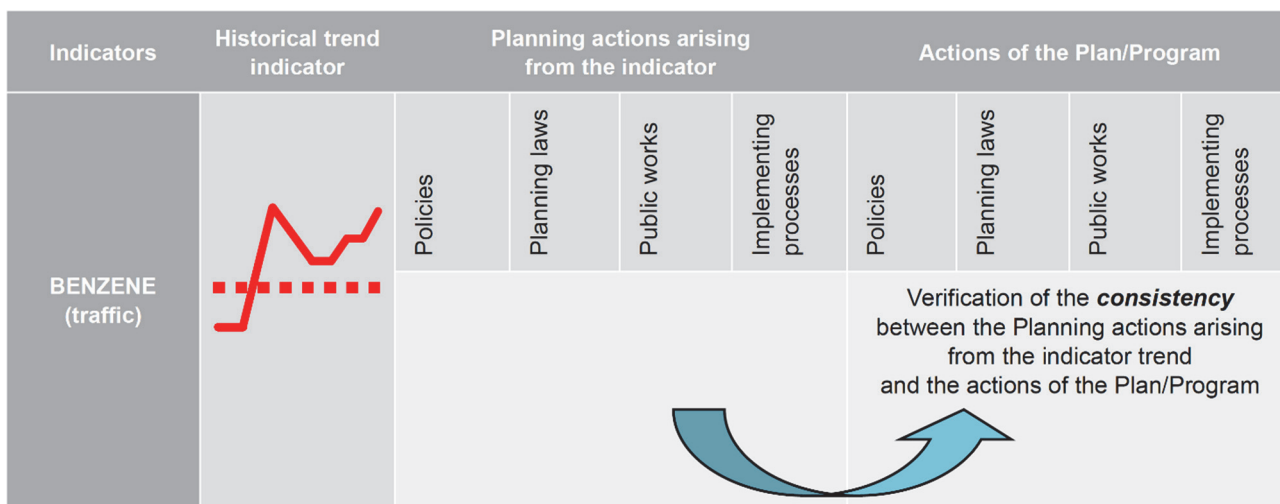 Indicators
Historical trend
indicator
Planning actions arising
from the indicator
Actions of the Plan/Program
BENZENE
(traffic)
Policies
Planning laws
Public works
Implementing
processes
Policies
Planning laws
Public works
Implementing
processes
Verification of the consistency
between the Planning actions arising
from the indicator trend
and the actions of the Plan/Program